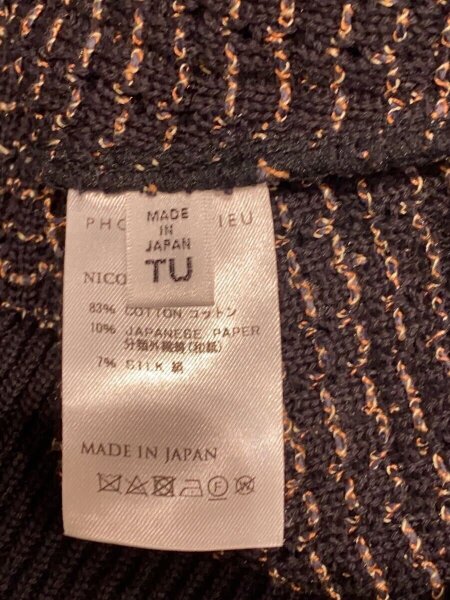 MADE
IN
JAPAN
TU
PHO IEU
NICO
83% COTTON コットン
10% JAPANESE PAPER
分類外繊維(和紙)
7% SILK 絹
MADE IN JAPAN
F